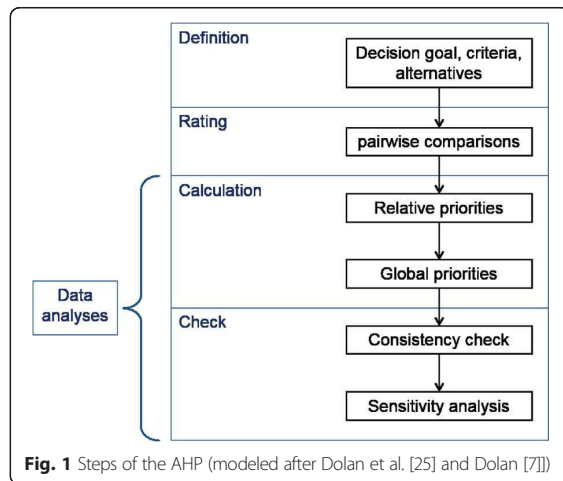 Definition
Decision goal, criteria,
alternatives
Rating
pairwise comparisons
Calculation
Relative priorities
Global priorities
Data
analyses
Check
Consistency check
Sensitivity analysis
Fig. 1 Steps of the AHP (modeled after Dolan et al. [25] and Dolan [7]])